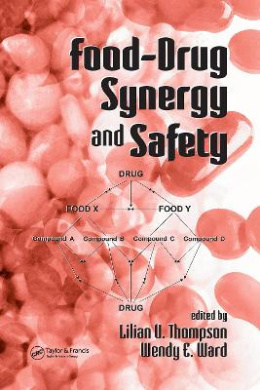 Food-Drug
Synergy
and Safety
DRUG
FOOD X
FOOD Y
Compound A Compound B Compound C Compound D
DRUG
edited by
Lilian U. Thompson
Wendy E. Ward
CRC
Taylor & Francis